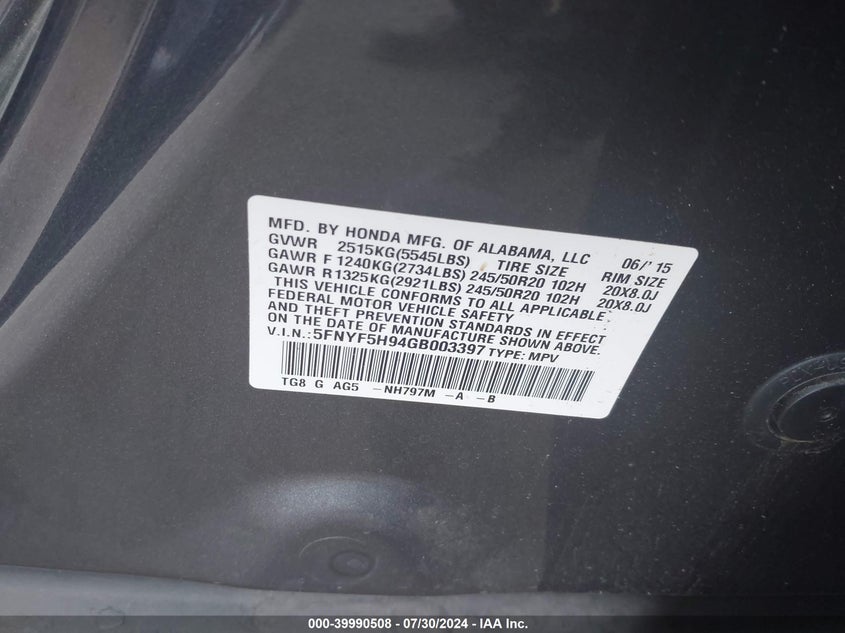 MFD. BY HONDA MFG. OF ALABAMA, LLC 06/'15
GVWR 2515KG(5545LBS) TIRE SIZE RIM SIZE
GAWR F 1240KG(2734LBS) 245/50R20 102H 20X8.0J
GAWR R1325KG(2921LBS) 245/50R20 102H 20X8.0J
THIS VEHICLE CONFORMS TO ALL APPLICABLE
FEDERAL MOTOR VEHICLE SAFETY
AND THEFT PREVENTION STANDARDS IN EFFECT
ON THE DATE OF MANUFACTURE SHOWN ABOVE.
V.I.N.:5FNYF5H94GB003397 TYPE: MPV
TG8 G AG5 -NH797M -A -B
000-39990508 - 07/30/2024 - IAA Inc.